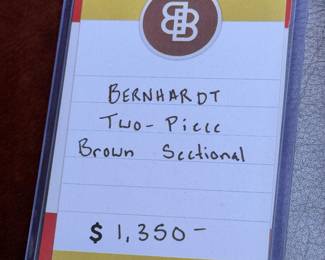 BERNHARDT
Two-Piece
Brown Sectional
$ 1,350-